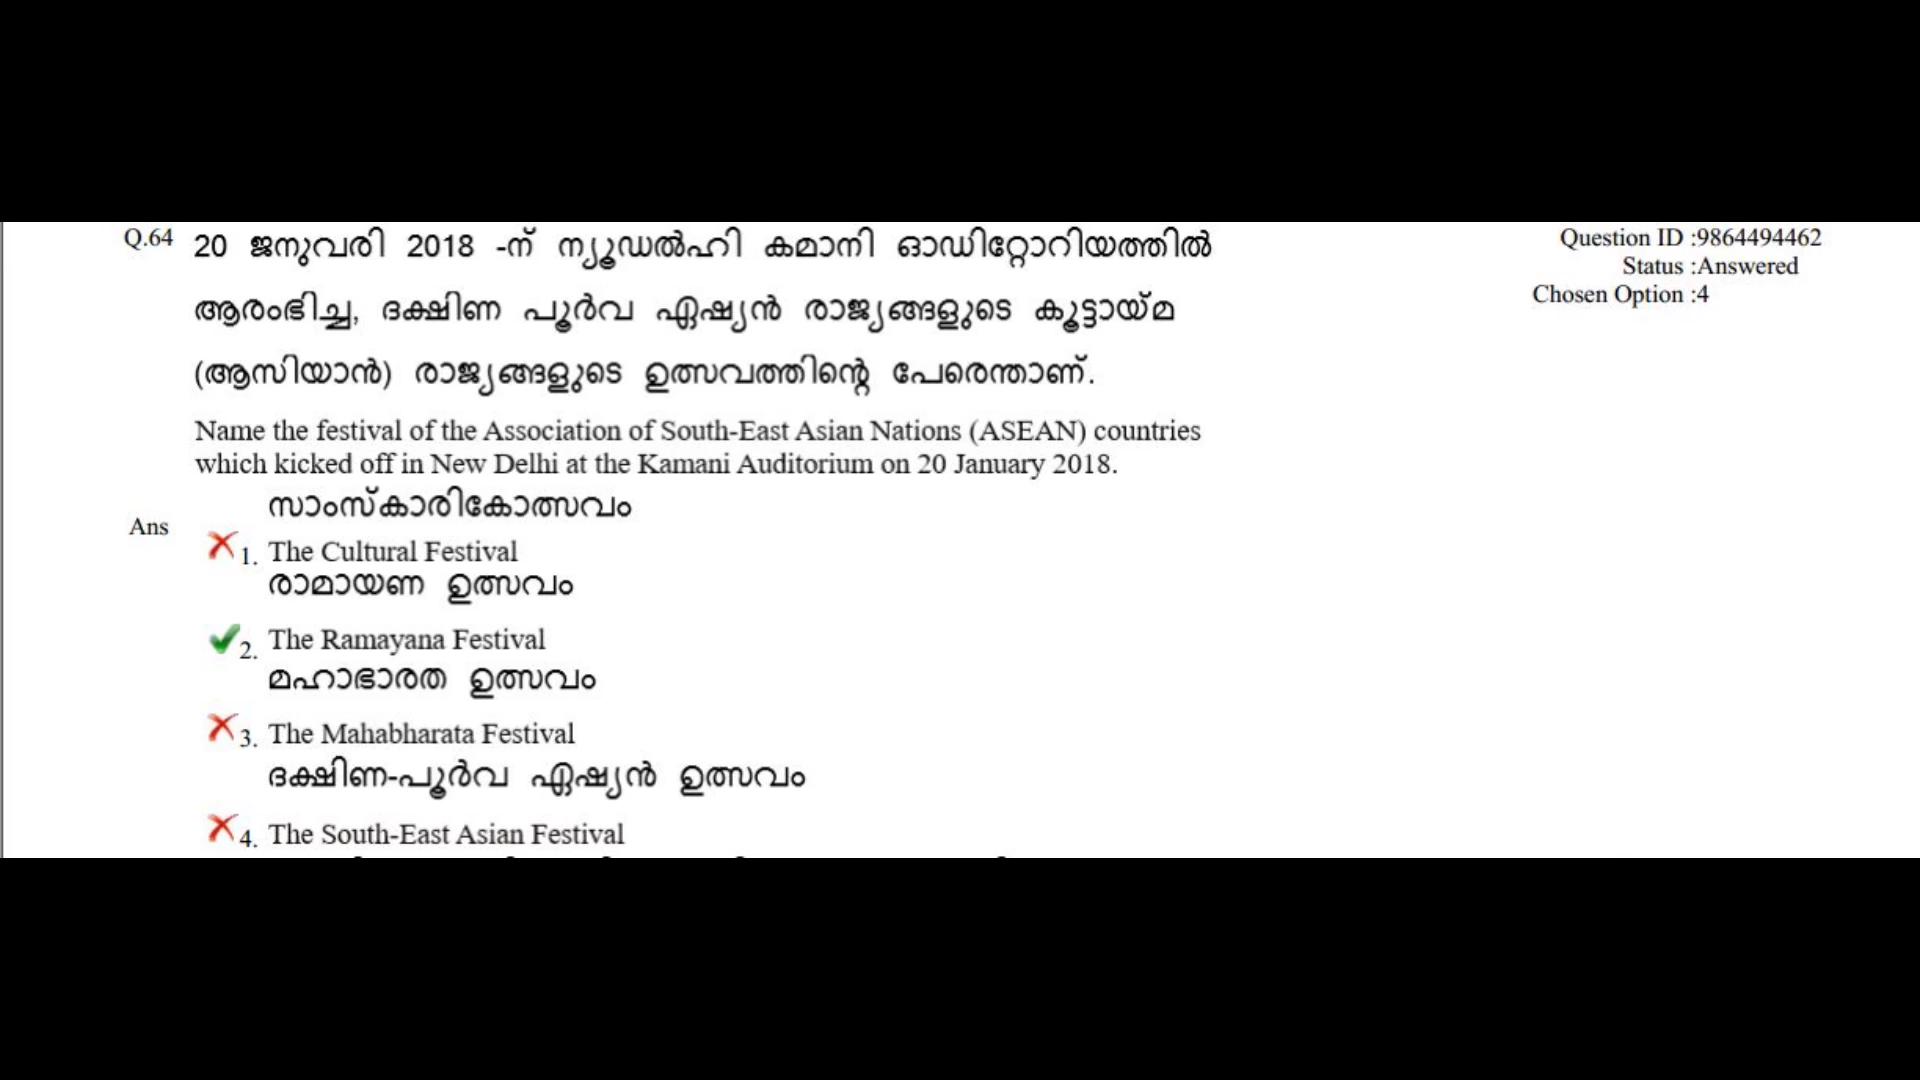 Q.64 20 ജനുവരി 2018 -ന് ന്യൂഡൽഹി കമാനി ഓഡിറ്റോറിയത്തിൽ
ആരംഭിച്ച, ദക്ഷിണ പൂർവ ഏഷ്യൻ രാജ്യങ്ങളുടെ കൂട്ടായ്മ
(ആസിയാൻ) രാജ്യങ്ങളുടെ ഉത്സവത്തിന്റെ പേരെന്താണ്.
Name the festival of the Association of South-East Asian Nations (ASEAN) countries
which kicked off in New Delhi at the Kamani Auditorium on 20 January 2018.
Question ID :9864494462
Status :Answered
Chosen Option :4
Ans
സാംസ്കാരികോത്സവം
1. The Cultural Festival
രാമായണ ഉത്സവം
2. The Ramayana Festival
മഹാഭാരത ഉത്സവം
3. The Mahabharata Festival
ദക്ഷിണ-പൂർവ ഏഷ്യൻ ഉത്സവം
4. The South-East Asian Festival